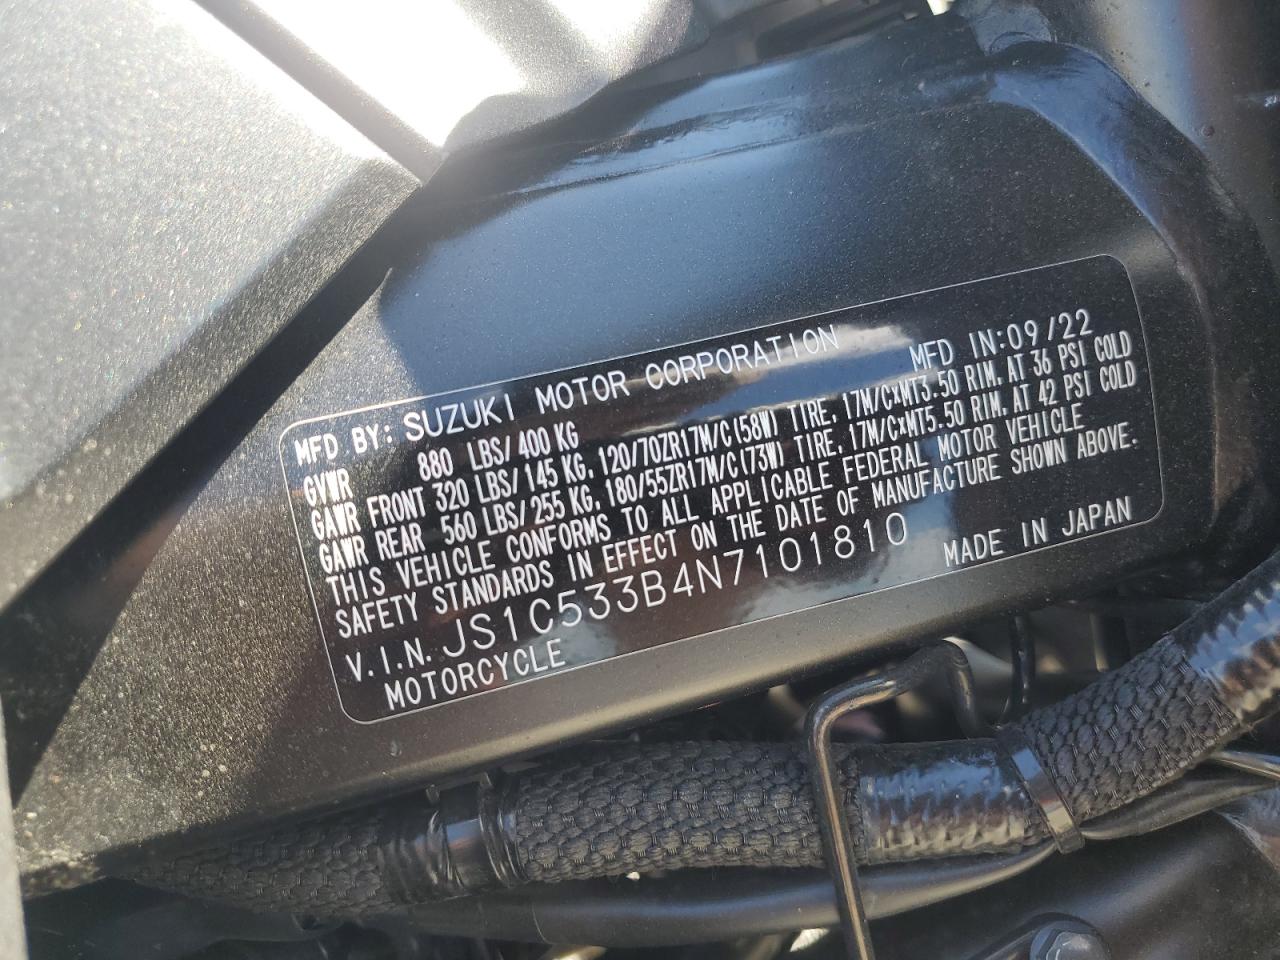 MFD BY: SUZUKI MOTOR CORPORATION MFD IN:09/22
GVWR 880 LBS/400 KG
GAWR FRONT 320 LBS/145 KG, 120/70ZR17M/C(58W) TIRE, 17M/C×MT3.50 RIM, AT 36 PSI COLD
GAWR REAR 560 LBS/255 KG, 180/55ZR17M/C(73W) TIRE, 17M/C×MT5.50 RIM, AT 42 PSI COLD
THIS VEHICLE CONFORMS TO ALL APPLICABLE FEDERAL MOTOR VEHICLE
SAFETY STANDARDS IN EFFECT ON THE DATE OF MANUFACTURE SHOWN ABOVE.
V.I.N. JS1C533B4N7101810 MADE IN JAPAN
MOTORCYCLE